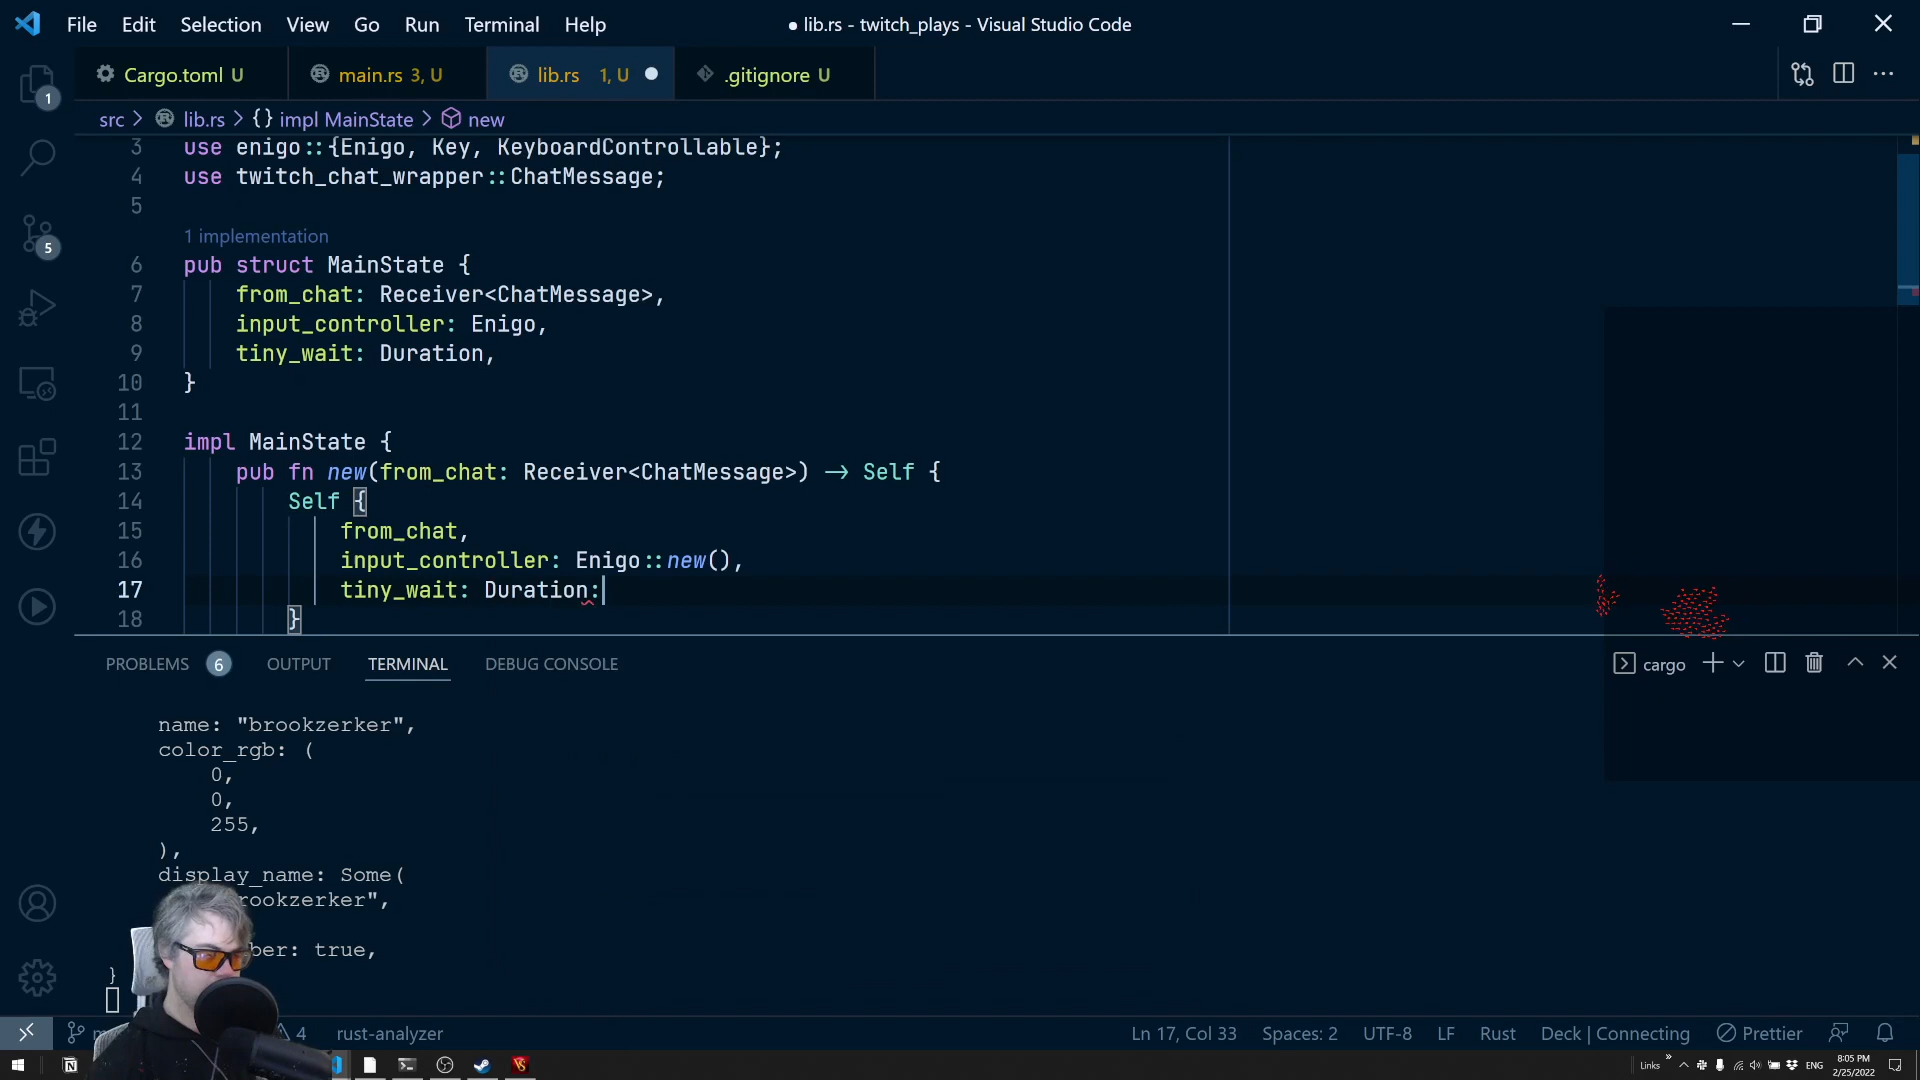 File Edit Selection View Go Run Terminal Help
● lib.rs - twitch_plays - Visual Studio Code
Cargo.toml U
main.rs 3, U
lib.rs 1, U
.gitignore U
src > lib.rs > {} impl MainState > new
3 use enigo::{Enigo, Key, KeyboardControllable};
4 use twitch_chat_wrapper::ChatMessage;
5
1 implementation
6 pub struct MainState {
7 from_chat: Receiver<ChatMessage>,
8 input_controller: Enigo,
9 tiny_wait: Duration,
10 }
11
12 impl MainState {
13 pub fn new(from_chat: Receiver<ChatMessage>) -> Self {
14 Self {
15 from_chat,
16 input_controller: Enigo::new(),
17 tiny_wait: Duration:
18 }
1
5
PROBLEMS 6 OUTPUT TERMINAL DEBUG CONSOLE
cargo
name: "brookzerker",
color_rgb: (
0,
0,
255,
),
display_name: Some(
rookzerker",
ber: true,
}
4 rust-analyzer
Ln 17, Col 33 Spaces: 2 UTF-8 LF Rust Deck | Connecting Prettier
Links » ENG
8:05 PM
2/25/2022